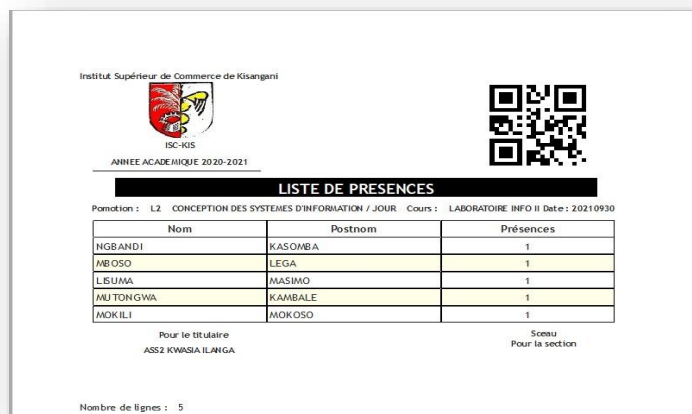 Institut Supérieur de Commerce de Kisangani
ISC-KIS
ANNEE ACADEMIQUE 2020-2021
LISTE DE PRESENCES
Pomotion : L2 CONCEPTION DES SYSTEMES D'INFORMATION / JOUR Cours : LABORATOIRE INFO II Date : 20210930
Nom Postnom Présences
NGBANDI KASOMBA 1
MBOSO LEGA 1
LISUMA MASIMO 1
MUTONGWA KAMBALE 1
MOKILI MOKOSO 1
Pour le titulaire Sceau
ASS2 KWASIA ILANGA Pour la section
Nombre de lignes : 5